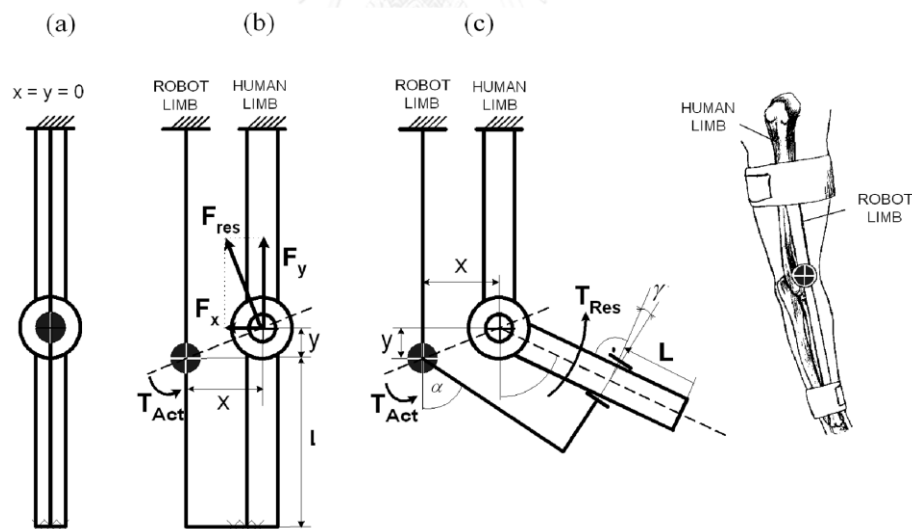 (a)
(b)
(c)
x = y = 0
ROBOT
LIMB
HUMAN
LIMB
F_res
F_y
F_x
y
X
T_Act
l
ROBOT
LIMB
HUMAN
LIMB
X
y
T_Act
α
T_Res
γ
L
HUMAN
LIMB
ROBOT
LIMB